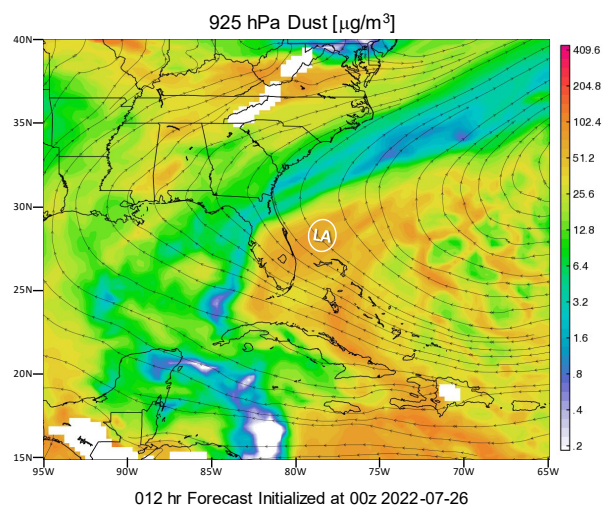 925 hPa Dust [µg/m³]
40N
35N
30N
25N
20N
15N
95W 90W 85W 80W 75W 70W 65W
LA
409.6
204.8
102.4
51.2
25.6
12.8
6.4
3.2
1.6
.8
.4
.2
012 hr Forecast Initialized at 00z 2022-07-26